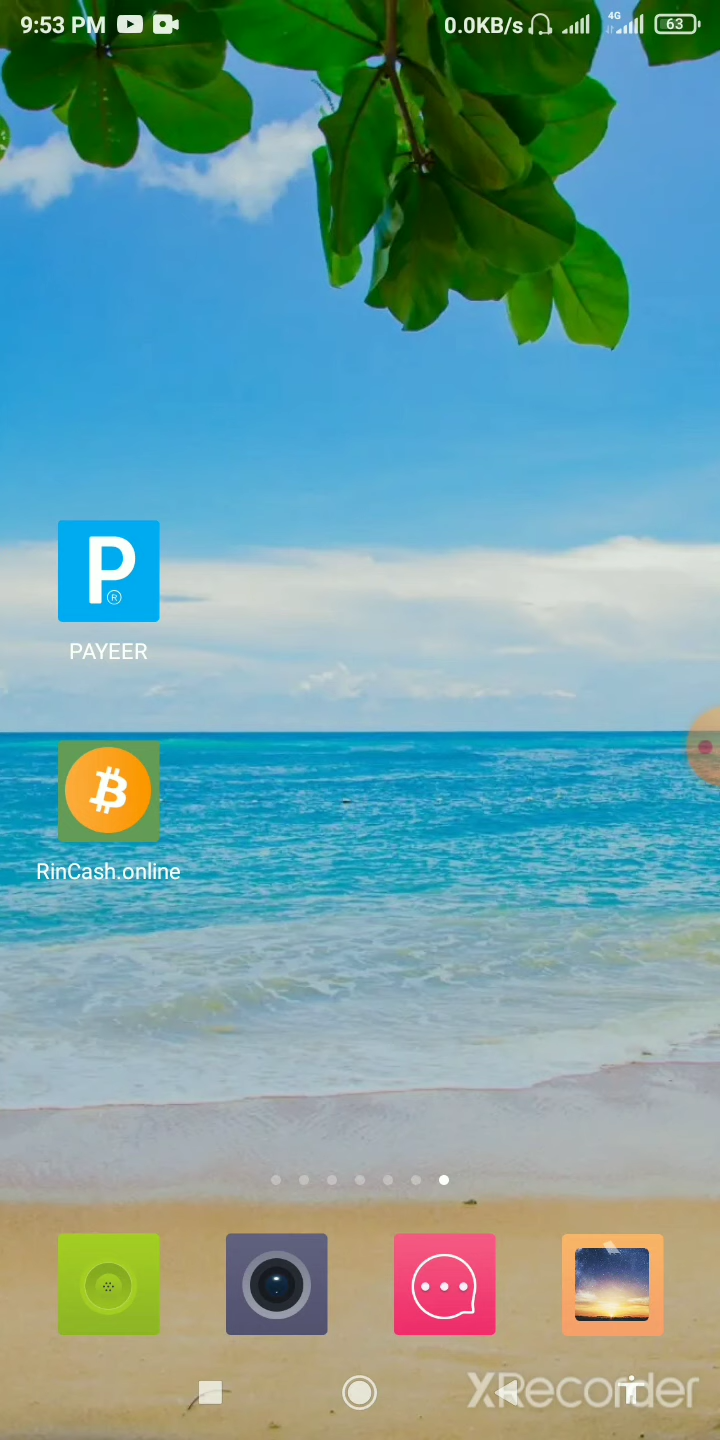 9:53 PM
0.0KB/s
4G
63
P
R
PAYEER
RinCash.online
XRecorder